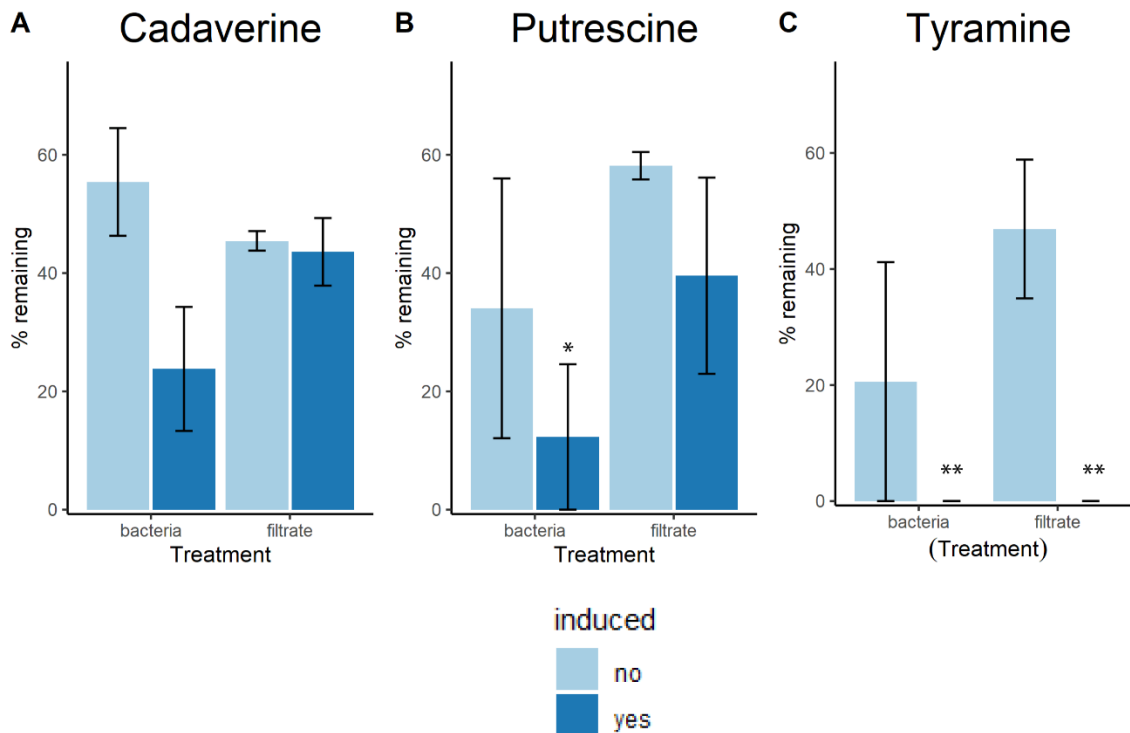 A Cadaverine
60
40
20
0
% remaining
bacteria filtrate
Treatment
B Putrescine
60
40
20
0
% remaining
*
bacteria filtrate
Treatment
C Tyramine
60
40
20
0
% remaining
** **
bacteria filtrate
(Treatment)
induced
no
yes